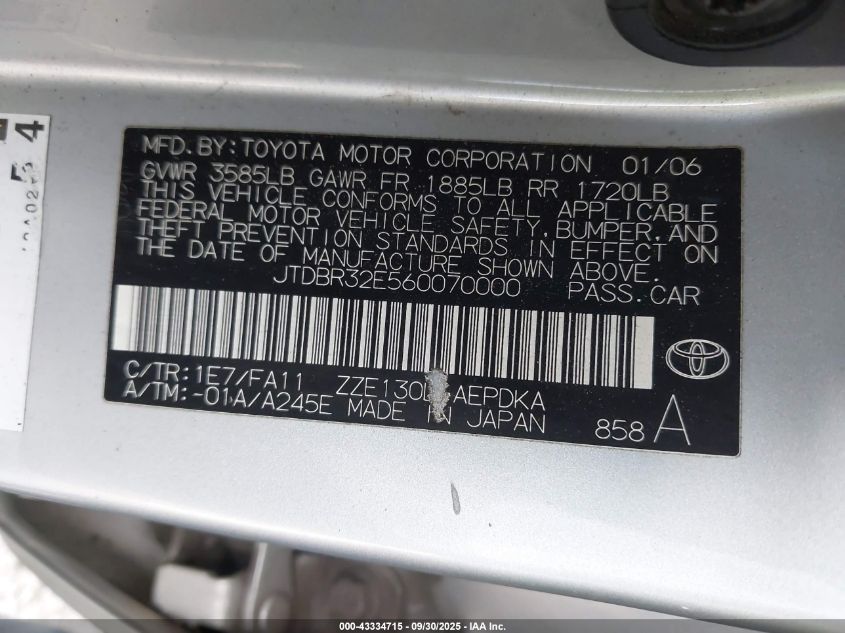 MFD. BY: TOYOTA MOTOR CORPORATION 01/06
GVWR 3585LB GAWR FR 1885LB RR 1720LB
THIS VEHICLE CONFORMS TO ALL APPLICABLE
FEDERAL MOTOR VEHICLE SAFETY, BUMPER, AND
THEFT PREVENTION STANDARDS IN EFFECT ON
THE DATE OF MANUFACTURE SHOWN ABOVE.
JTDBR32E560070000 PASS. CAR
C/TR: 1E7/FA11 ZZE130L AEPDKA
A/TM: -01A/A245E MADE IN JAPAN 858 A
54
000-43334715 - 09/30/2025 - IAA Inc.